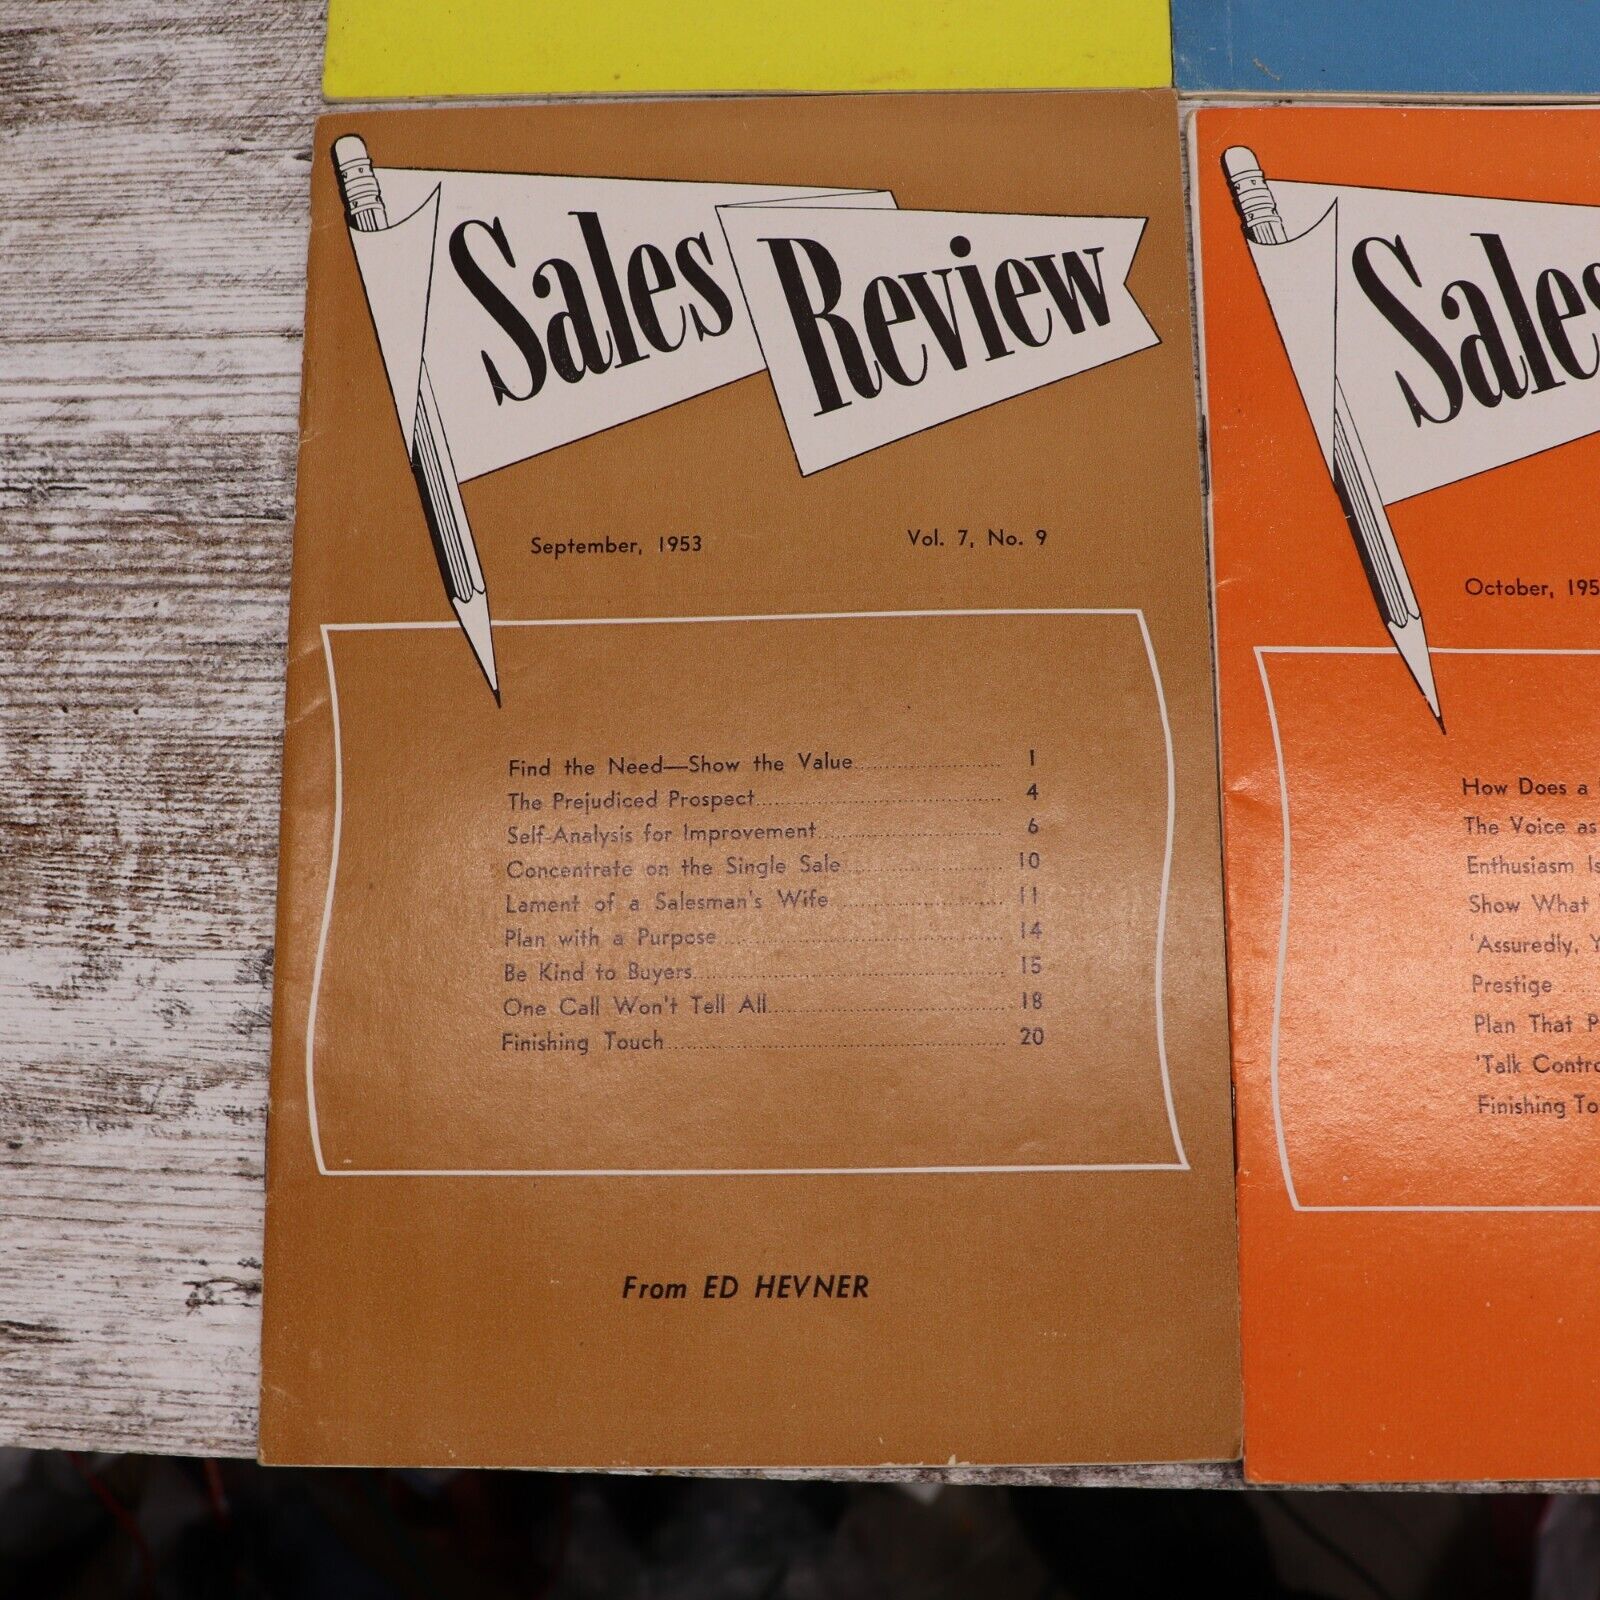 Sales Review
September, 1953 Vol. 7, No. 9
Find the Need—Show the Value 1
The Prejudiced Prospect 4
Self-Analysis for Improvement 6
Concentrate on the Single Sale 10
Lament of a Salesman's Wife 11
Plan with a Purpose 14
Be Kind to Buyers 15
One Call Won't Tell All 18
Finishing Touch 20
From ED HEVNER
Sales
October, 195
How Does a
The Voice as
Enthusiasm Is
Show What
'Assuredly,
Prestige
Plan That
'Talk
Finishing